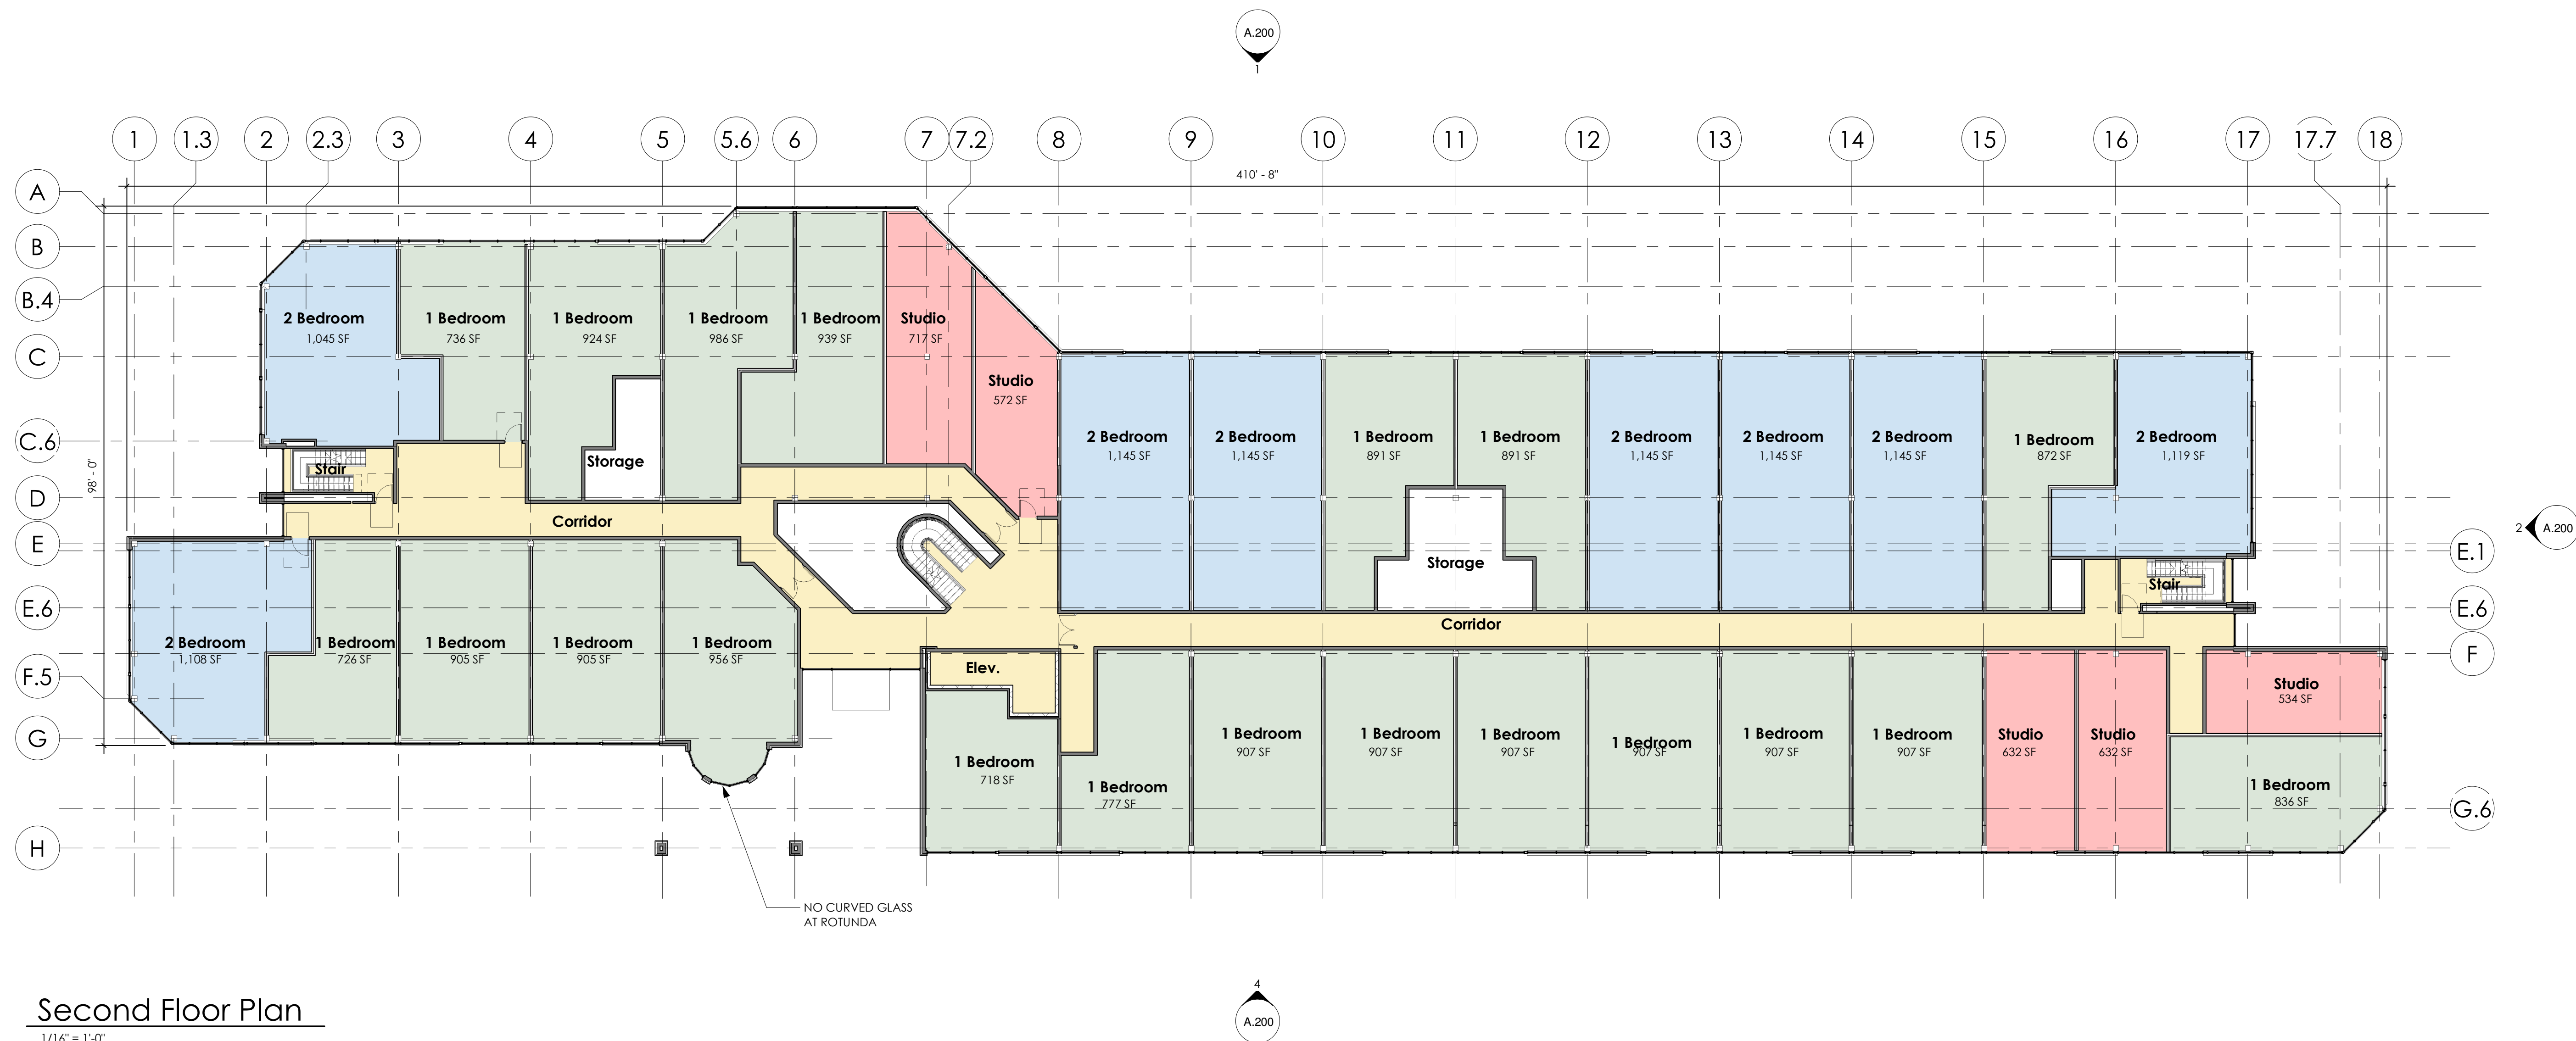 A.200
1
1
1.3
2
2.3
3
4
5
5.6
6
7
7.2
8
9
10
11
12
13
14
15
16
17
17.7
18
410' - 8"
A
B
B.4
C
C.6
D
E
E.6
F.5
G
H
98' - 0"
2 Bedroom
1,045 SF
1 Bedroom
736 SF
1 Bedroom
924 SF
1 Bedroom
986 SF
1 Bedroom
939 SF
Studio
717 SF
Studio
572 SF
2 Bedroom
1,145 SF
2 Bedroom
1,145 SF
1 Bedroom
891 SF
1 Bedroom
891 SF
2 Bedroom
1,145 SF
2 Bedroom
1,145 SF
2 Bedroom
1,145 SF
1 Bedroom
872 SF
2 Bedroom
1,119 SF
Stair
Storage
Corridor
Storage
Stair
Corridor
2 Bedroom
1,108 SF
1 Bedroom
726 SF
1 Bedroom
905 SF
1 Bedroom
905 SF
1 Bedroom
956 SF
Elev.
1 Bedroom
718 SF
1 Bedroom
777 SF
1 Bedroom
907 SF
1 Bedroom
907 SF
1 Bedroom
907 SF
1 Bedroom
907 SF
1 Bedroom
907 SF
1 Bedroom
907 SF
Studio
632 SF
Studio
632 SF
Studio
534 SF
1 Bedroom
836 SF
E.1
E.6
F
G.6
2
A.200
NO CURVED GLASS
AT ROTUNDA
4
A.200
Second Floor Plan
1/16" = 1'-0"